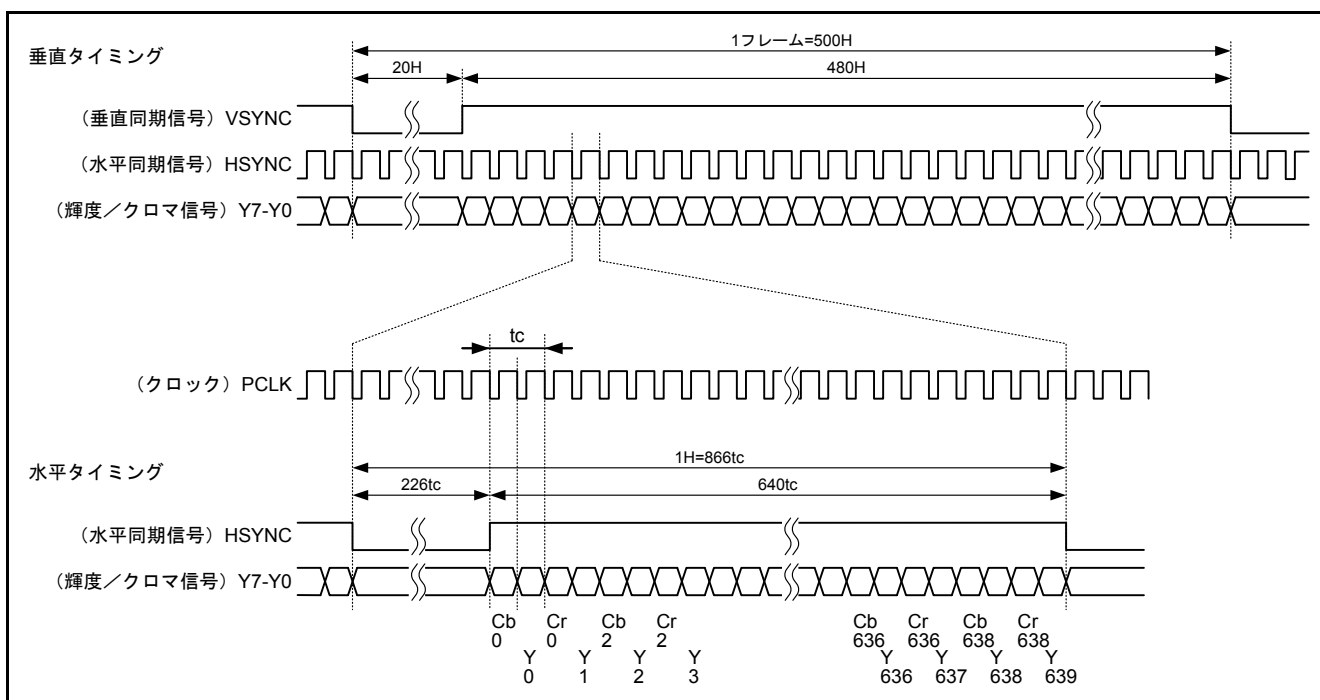 垂直タイミング
1フレーム=500H
20H
480H
（垂直同期信号）VSYNC
（水平同期信号）HSYNC
（輝度／クロマ信号）Y7-Y0
tc
（クロック）PCLK
水平タイミング
1H=866tc
226tc
640tc
（水平同期信号）HSYNC
（輝度／クロマ信号）Y7-Y0
Cb Cr Cb Cr Cb Cr Cb Cr
0 0 2 2 636 636 638 638
Y Y Y Y Y Y Y Y
0 1 2 3 636 637 638 639